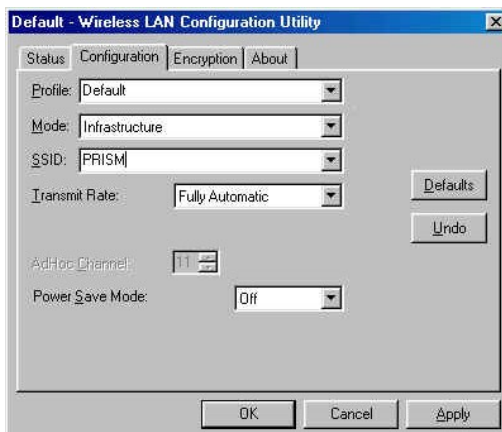 Default - Wireless LAN Configuration Utility
Status Configuration Encryption About
Profile: Default
Mode: Infrastructure
SSID: PRISM
Transmit Rate: Fully Automatic
Defaults
Undo
AdHoc Channel: 11
Power Save Mode: Off
OK Cancel Apply